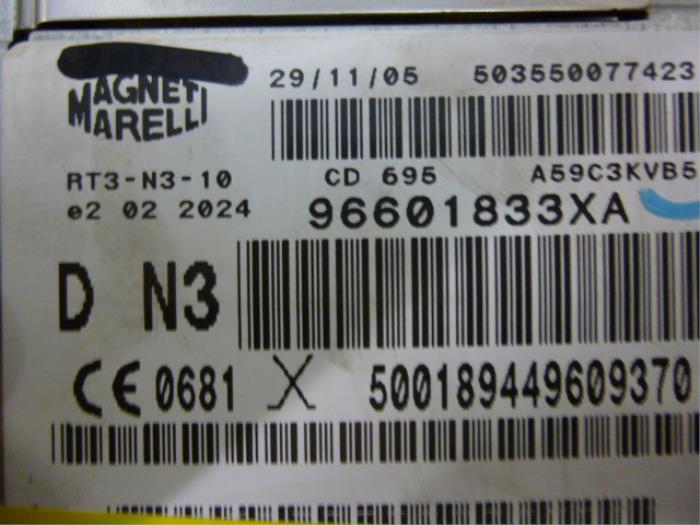 MAGNETI
MARELLI
29/11/05 503550077423
RT3-N3-10 CD 695 A59C3KVB5
e2 02 2024 96601833XA
D N3
CE 0681 X 500189449609370